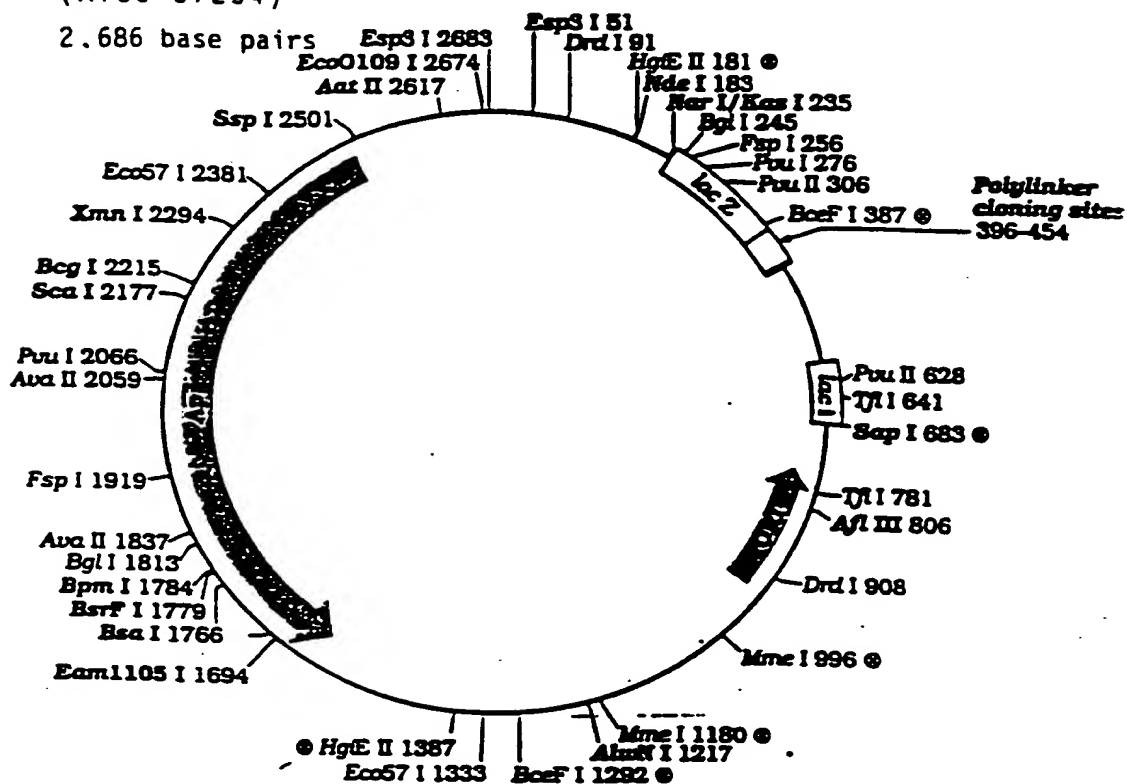 2.686 base pairs
Esp3 I 2683
EcoO109 I 2674
Aat II 2617
Ssp I 2501
Eco57 I 2381
Xmn I 2294
Bcg I 2215
Sca I 2177
Pvu I 2066
Ava II 2059
Fsp I 1919
Ava II 1837
Bgl I 1813
Bpm I 1784
BsrF I 1779
Bsa I 1766
Eam1105 I 1694
⊗ HgiE II 1387
Eco57 I 1333
BceF I 1292 ⊗
AlwN I 1217
Mme I 1180 ⊗
Mme I 996 ⊗
Drd I 908
Afl III 806
Tfi I 781
Sap I 683 ⊗
Tfi I 641
Pvu II 628
lac I
Polylinker
cloning sites
396-454
BceF I 387 ⊗
Pvu II 306
Pvu I 276
Fsp I 256
Bgl I 245
Nar I/Kas I 235
Nde I 183
HgiE II 181 ⊗
Drd I 91
Esp3 I 51
lac Z
ORI